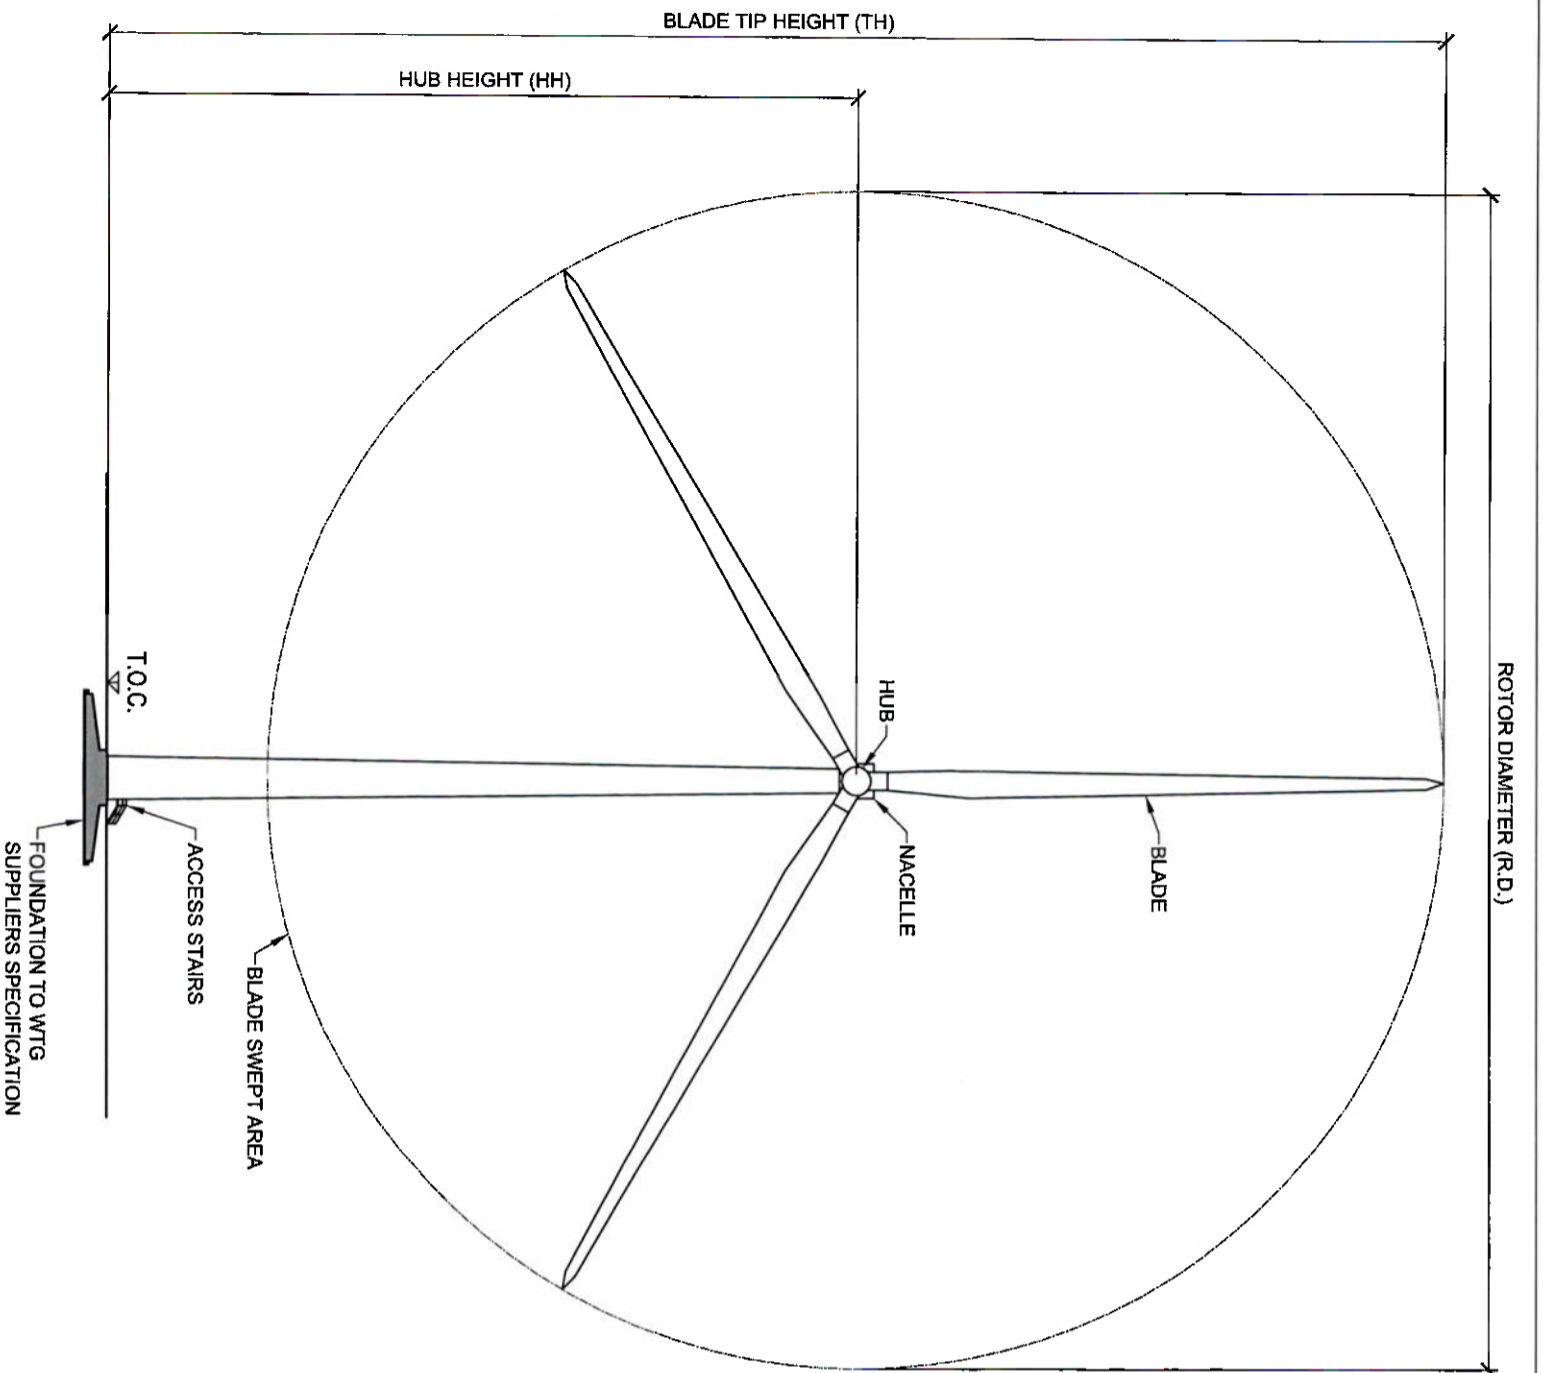 BLADE TIP HEIGHT (TH)
HUB HEIGHT (HH)
ROTOR DIAMETER (R.D.)
HUB
NACELLE
BLADE
T.O.C.
ACCESS STAIRS
BLADE SWEPT AREA
FOUNDATION TO WTG
SUPPLIERS SPECIFICATION